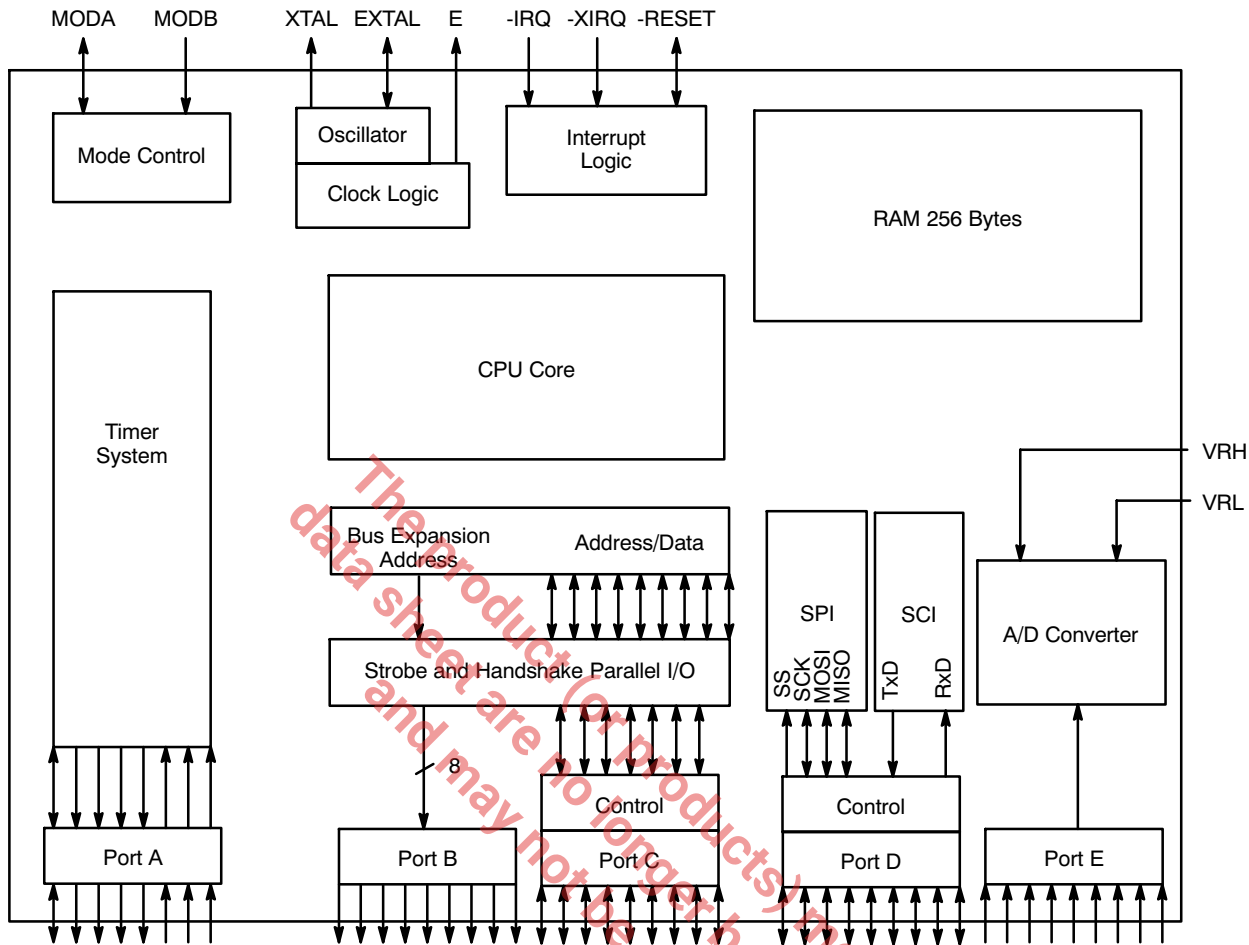 MODA MODB XTAL EXTAL E -IRQ -XIRQ -RESET
Mode Control
Oscillator
Clock Logic
Interrupt
Logic
RAM 256 Bytes
CPU Core
Timer
System
VRH
VRL
Bus Expansion
Address
Address/Data
SPI
SS
SCK
MOSI
MISO
SCI
TxD
RxD
A/D Converter
Strobe and Handshake Parallel I/O
8
Control
Control
Port A
Port B
Port C
Port D
Port E
The product (or products) m
data sheet are no longer b
and may not be